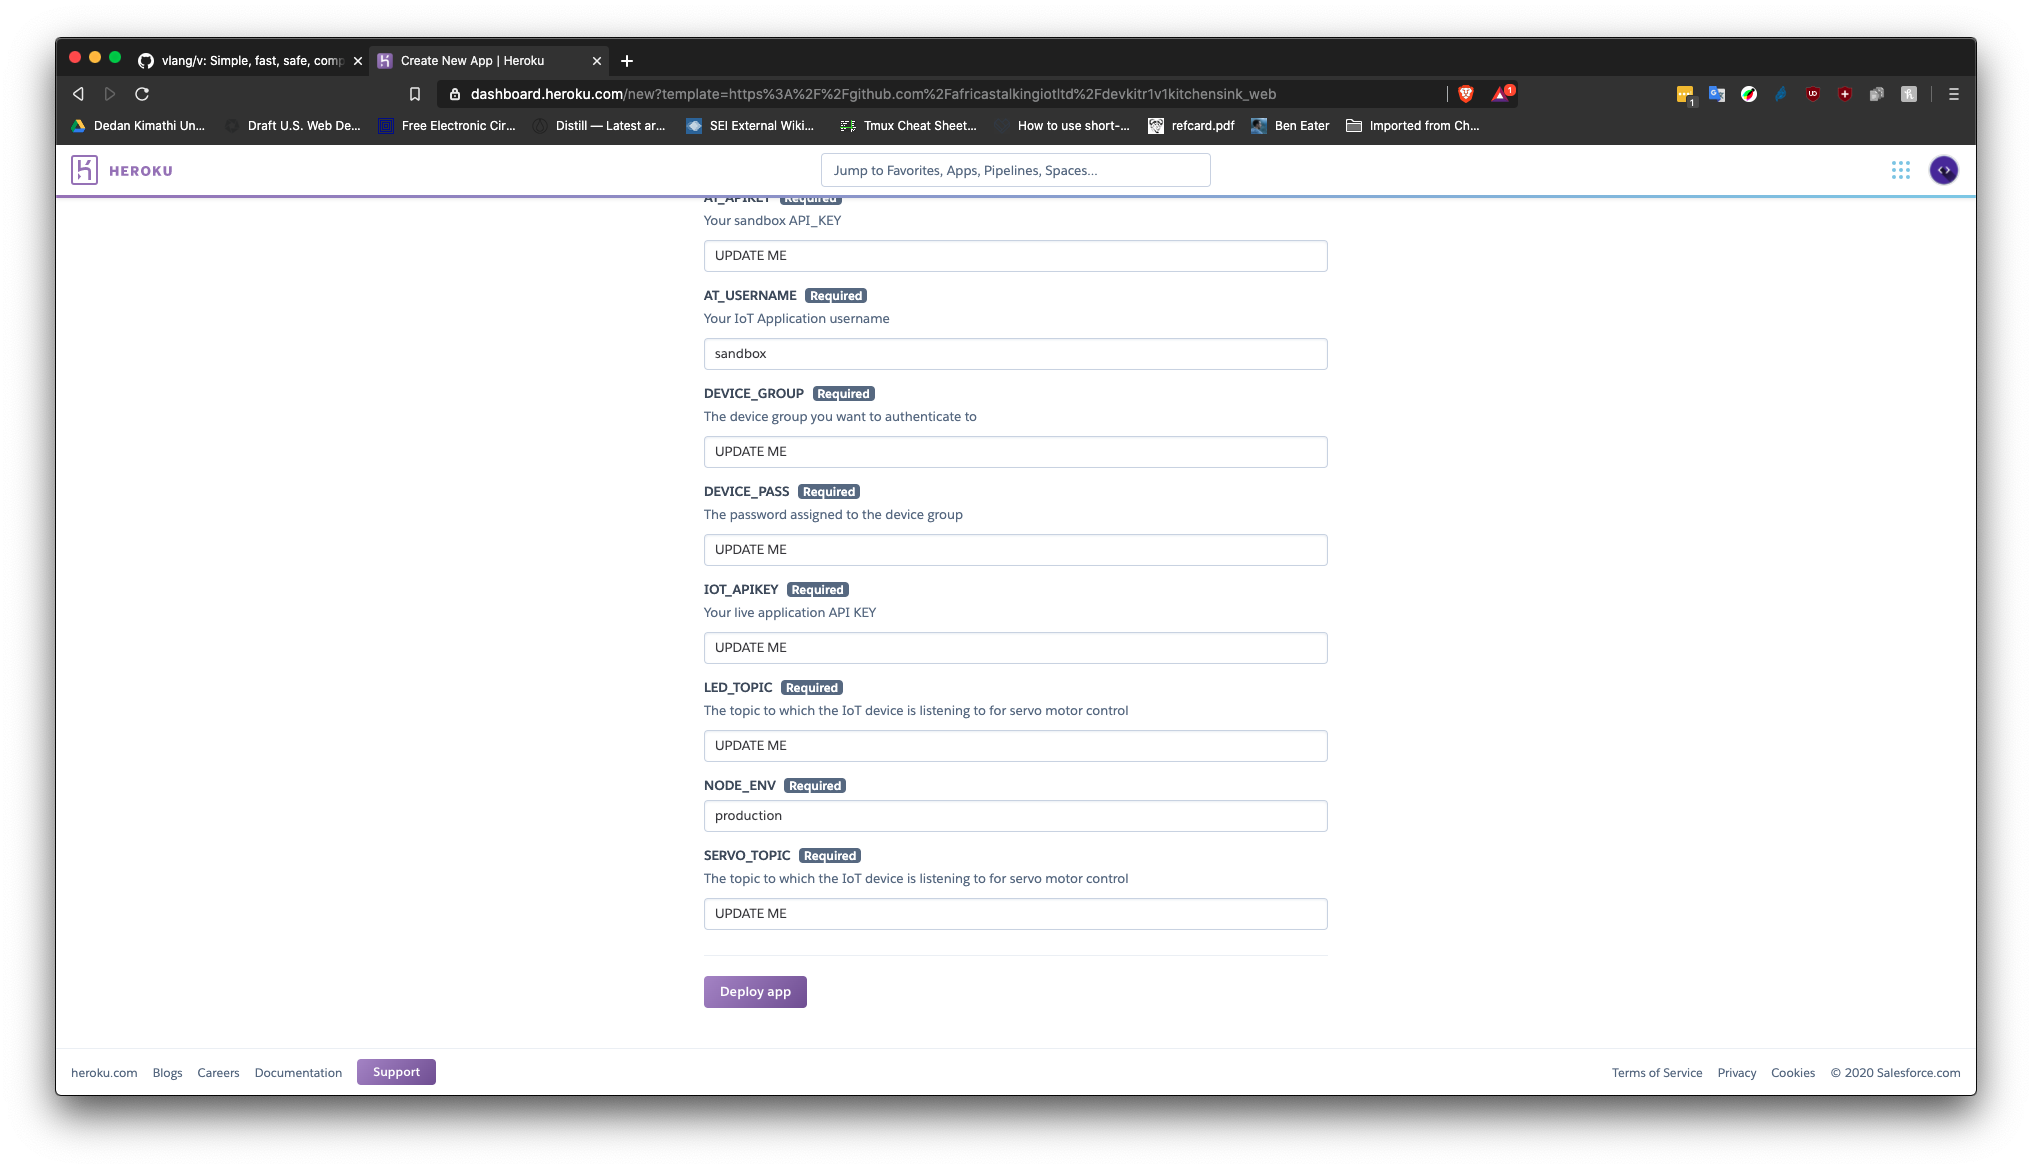 vlang/v: Simple, fast, safe, comp
Create New App | Heroku
dashboard.heroku.com/new?template=https%3A%2F%2Fgithub.com%2Fafricastalkingiotltd%2Fdevkitr1v1kitchensink_web
1
1
Dedan Kimathi Un...
Draft U.S. Web De...
Free Electronic Cir...
Distill — Latest ar...
SEI External Wiki...
Tmux Cheat Sheet...
How to use short-...
refcard.pdf
Ben Eater
Imported from Ch...
HEROKU
Jump to Favorites, Apps, Pipelines, Spaces...
AT_APIKEY Required
Your sandbox API_KEY
UPDATE ME
AT_USERNAME Required
Your IoT Application username
sandbox
DEVICE_GROUP Required
The device group you want to authenticate to
UPDATE ME
DEVICE_PASS Required
The password assigned to the device group
UPDATE ME
IOT_APIKEY Required
Your live application API KEY
UPDATE ME
LED_TOPIC Required
The topic to which the IoT device is listening to for servo motor control
UPDATE ME
NODE_ENV Required
production
SERVO_TOPIC Required
The topic to which the IoT device is listening to for servo motor control
UPDATE ME
Deploy app
heroku.com Blogs Careers Documentation Support
Terms of Service Privacy Cookies © 2020 Salesforce.com